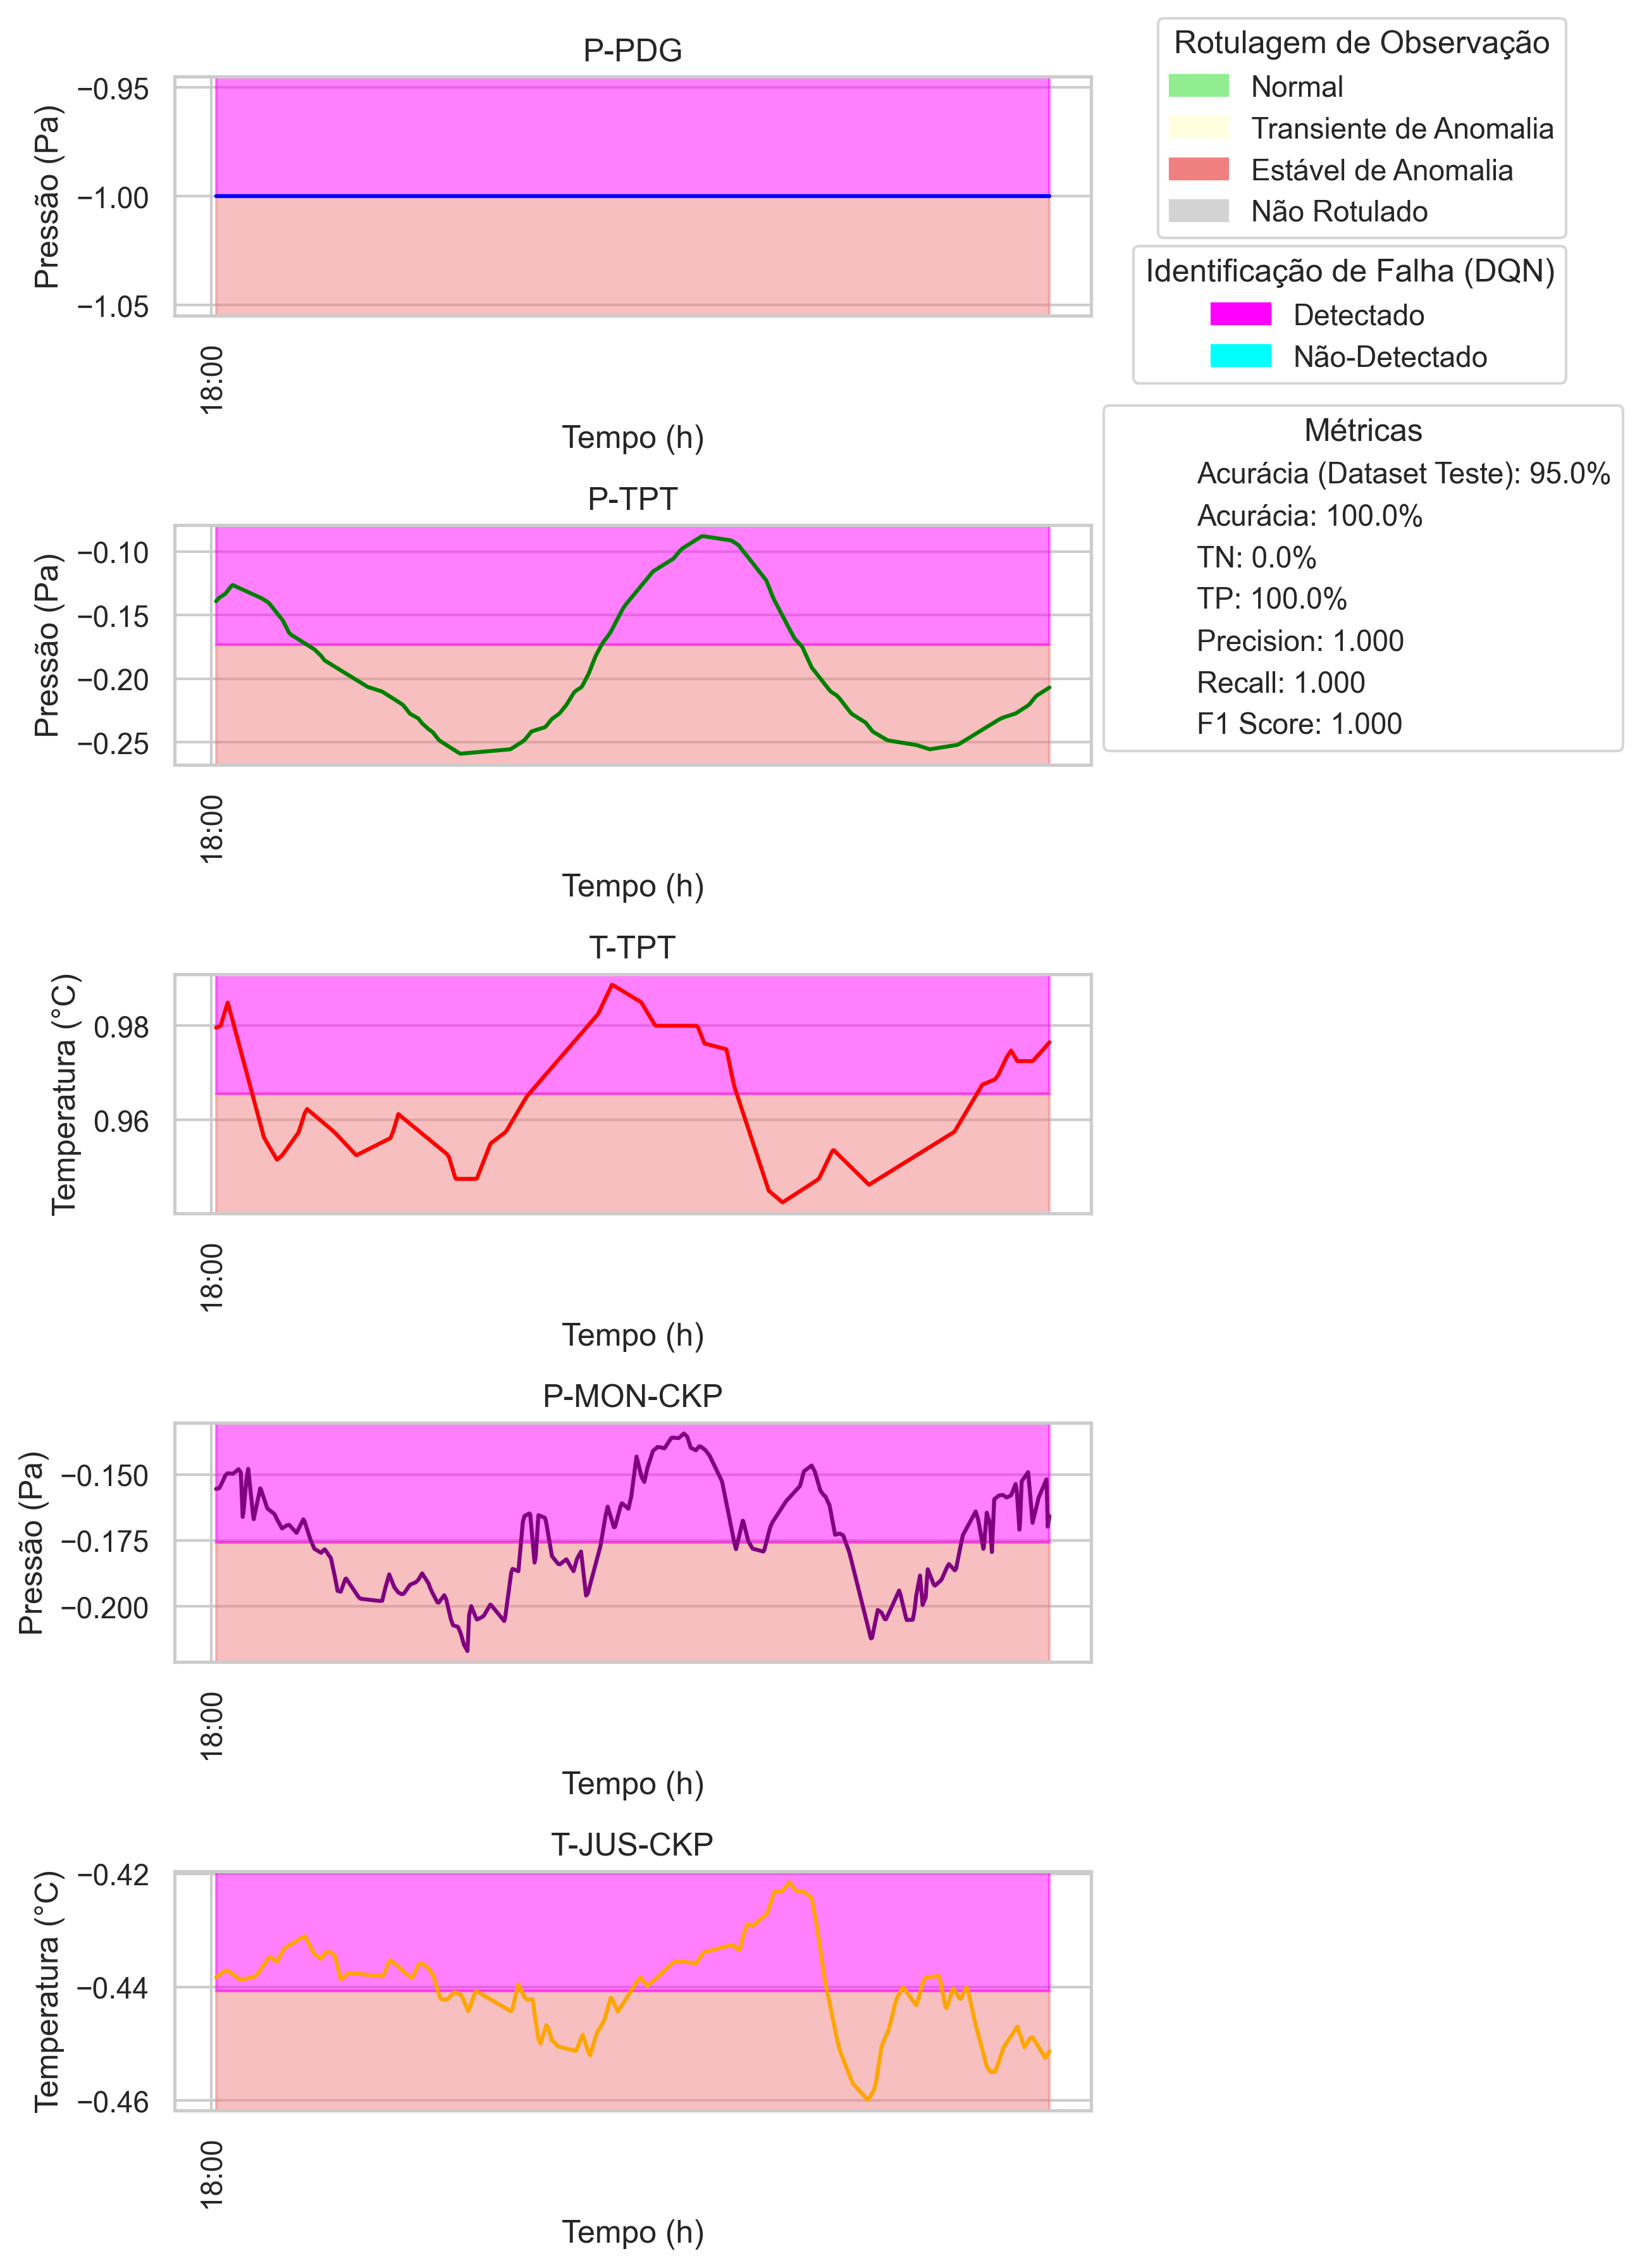 P-PDG
Pressão (Pa)
−0.95
−1.00
−1.05
18:00
Tempo (h)
Rotulagem de Observação
Normal
Transiente de Anomalia
Estável de Anomalia
Não Rotulado
Identificação de Falha (DQN)
Detectado
Não-Detectado
Métricas
Acurácia (Dataset Teste): 95.0%
Acurácia: 100.0%
TN: 0.0%
TP: 100.0%
Precision: 1.000
Recall: 1.000
F1 Score: 1.000
P-TPT
Pressão (Pa)
−0.10
−0.15
−0.20
−0.25
18:00
Tempo (h)
T-TPT
Temperatura (°C)
0.98
0.96
18:00
Tempo (h)
P-MON-CKP
Pressão (Pa)
−0.150
−0.175
−0.200
18:00
Tempo (h)
T-JUS-CKP
Temperatura (°C)
−0.42
−0.44
−0.46
18:00
Tempo (h)